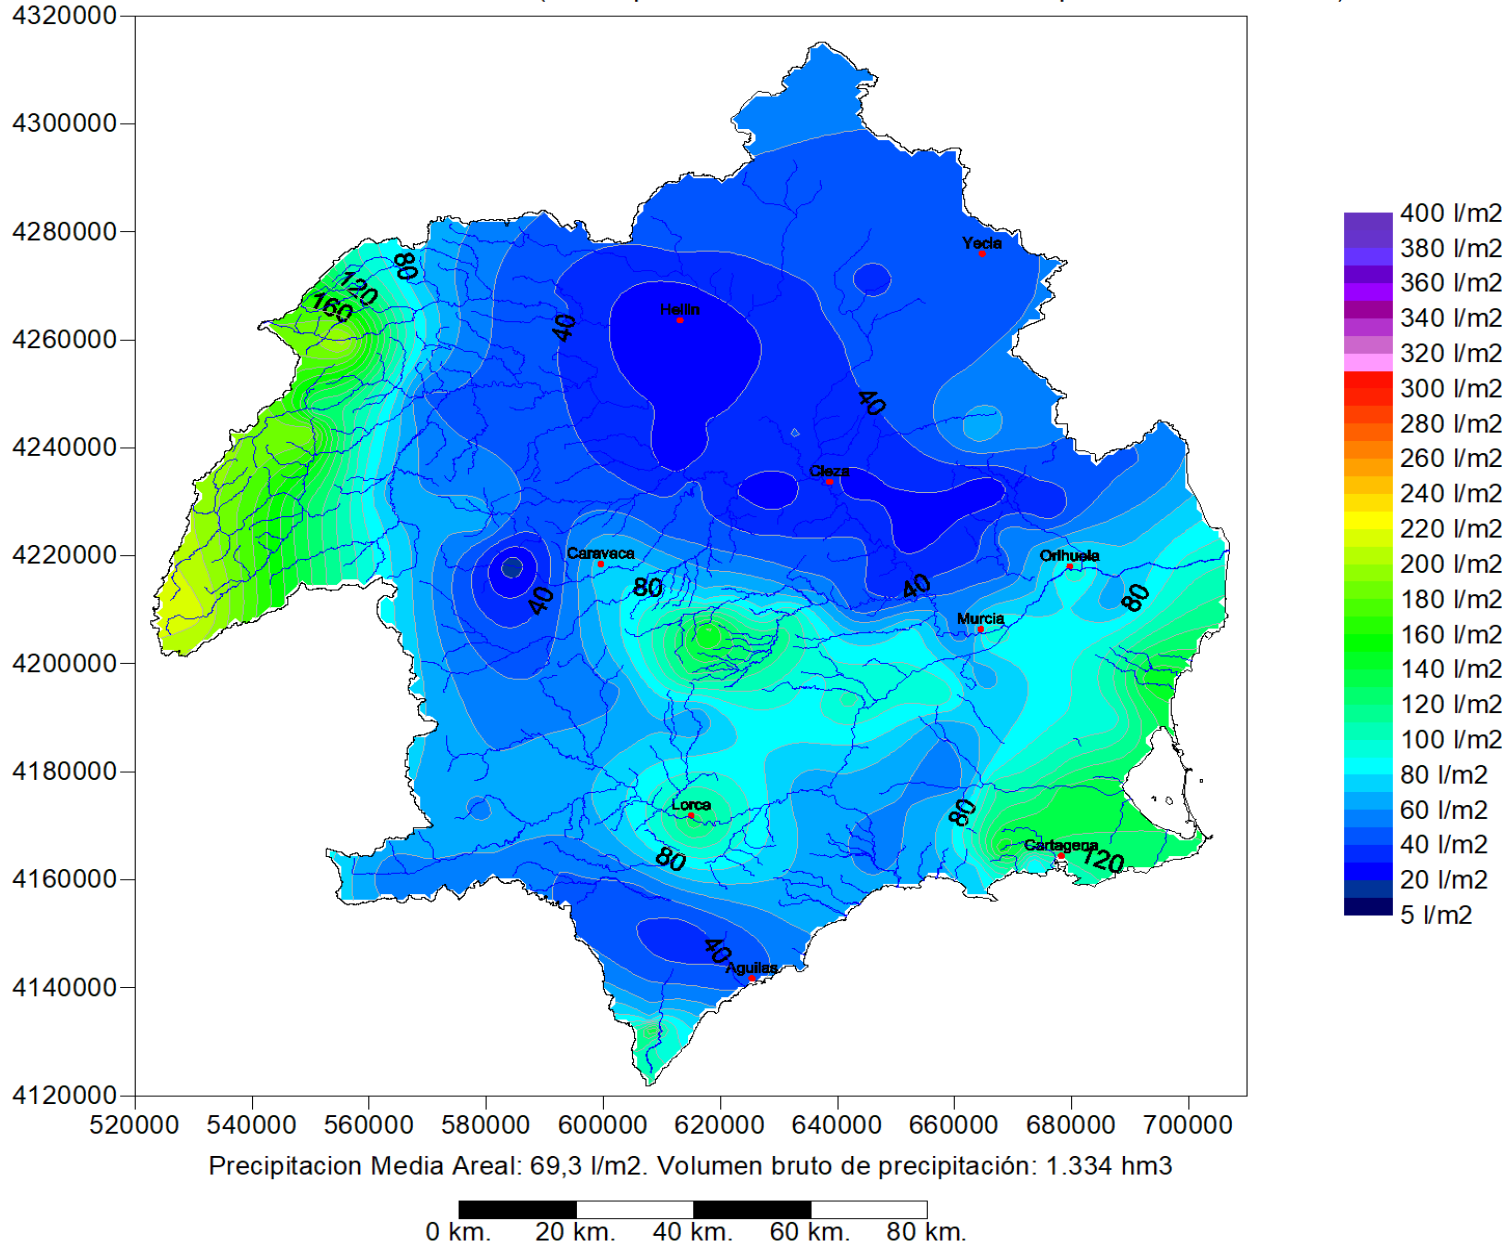 4320000
4300000
4280000
4260000
4240000
4220000
4200000
4180000
4160000
4140000
4120000
520000 540000 560000 580000 600000 620000 640000 660000 680000 700000
80
120
160
40
40
40
40
80
80
80
80
120
40
Yecla
Hellin
Cieza
Caravaca
Orihuela
Murcia
Lorca
Cartagena
Aguilas
400 l/m2
380 l/m2
360 l/m2
340 l/m2
320 l/m2
300 l/m2
280 l/m2
260 l/m2
240 l/m2
220 l/m2
200 l/m2
180 l/m2
160 l/m2
140 l/m2
120 l/m2
100 l/m2
80 l/m2
60 l/m2
40 l/m2
20 l/m2
5 l/m2
Precipitacion Media Areal: 69,3 l/m2. Volumen bruto de precipitación: 1.334 hm3
0 km. 20 km. 40 km. 60 km. 80 km.